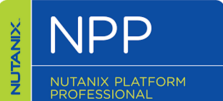 NUTANIX
NPP
NUTANIX PLATFORM
PROFESSIONAL